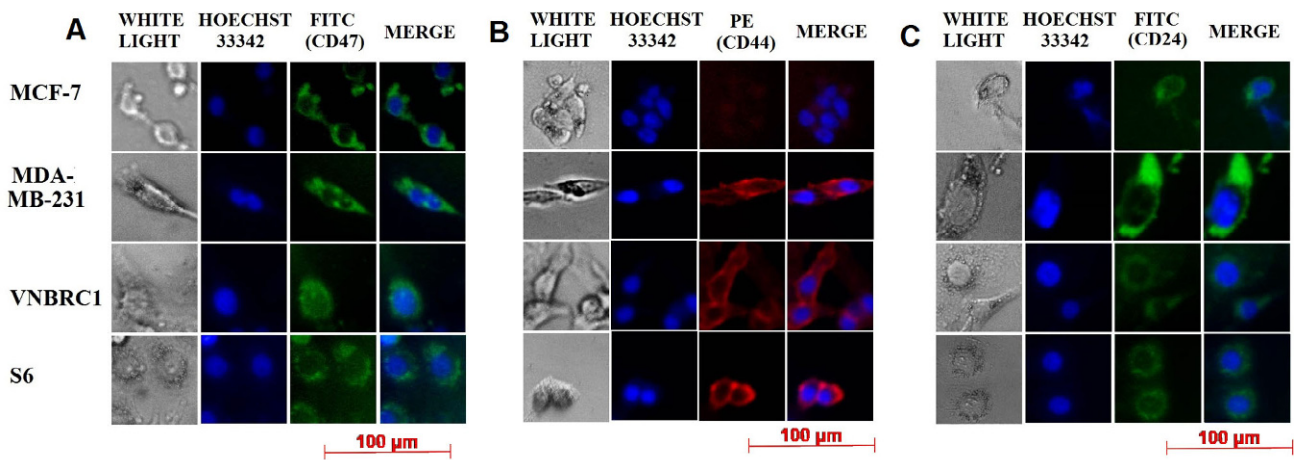 A
WHITE LIGHT
HOECHST 33342
FITC (CD47)
MERGE
B
WHITE LIGHT
HOECHST 33342
PE (CD44)
MERGE
C
WHITE LIGHT
HOECHST 33342
FITC (CD24)
MERGE
MCF-7
MDA-
MB-231
VNBRC1
S6
100 µm
100 µm
100 µm